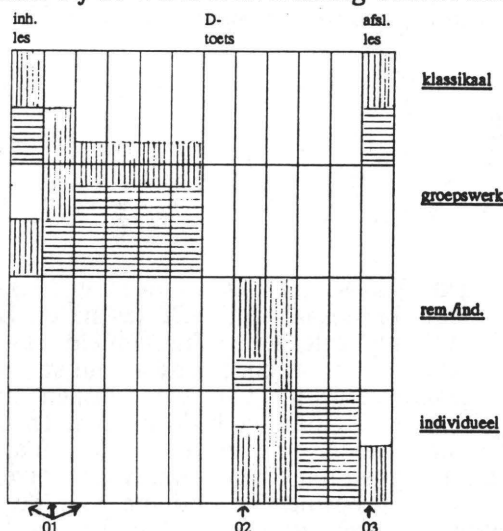 inh. D- afsl.
les toets les
klassikaal
groepswerk
rem./ind.
individueel
01 02 03